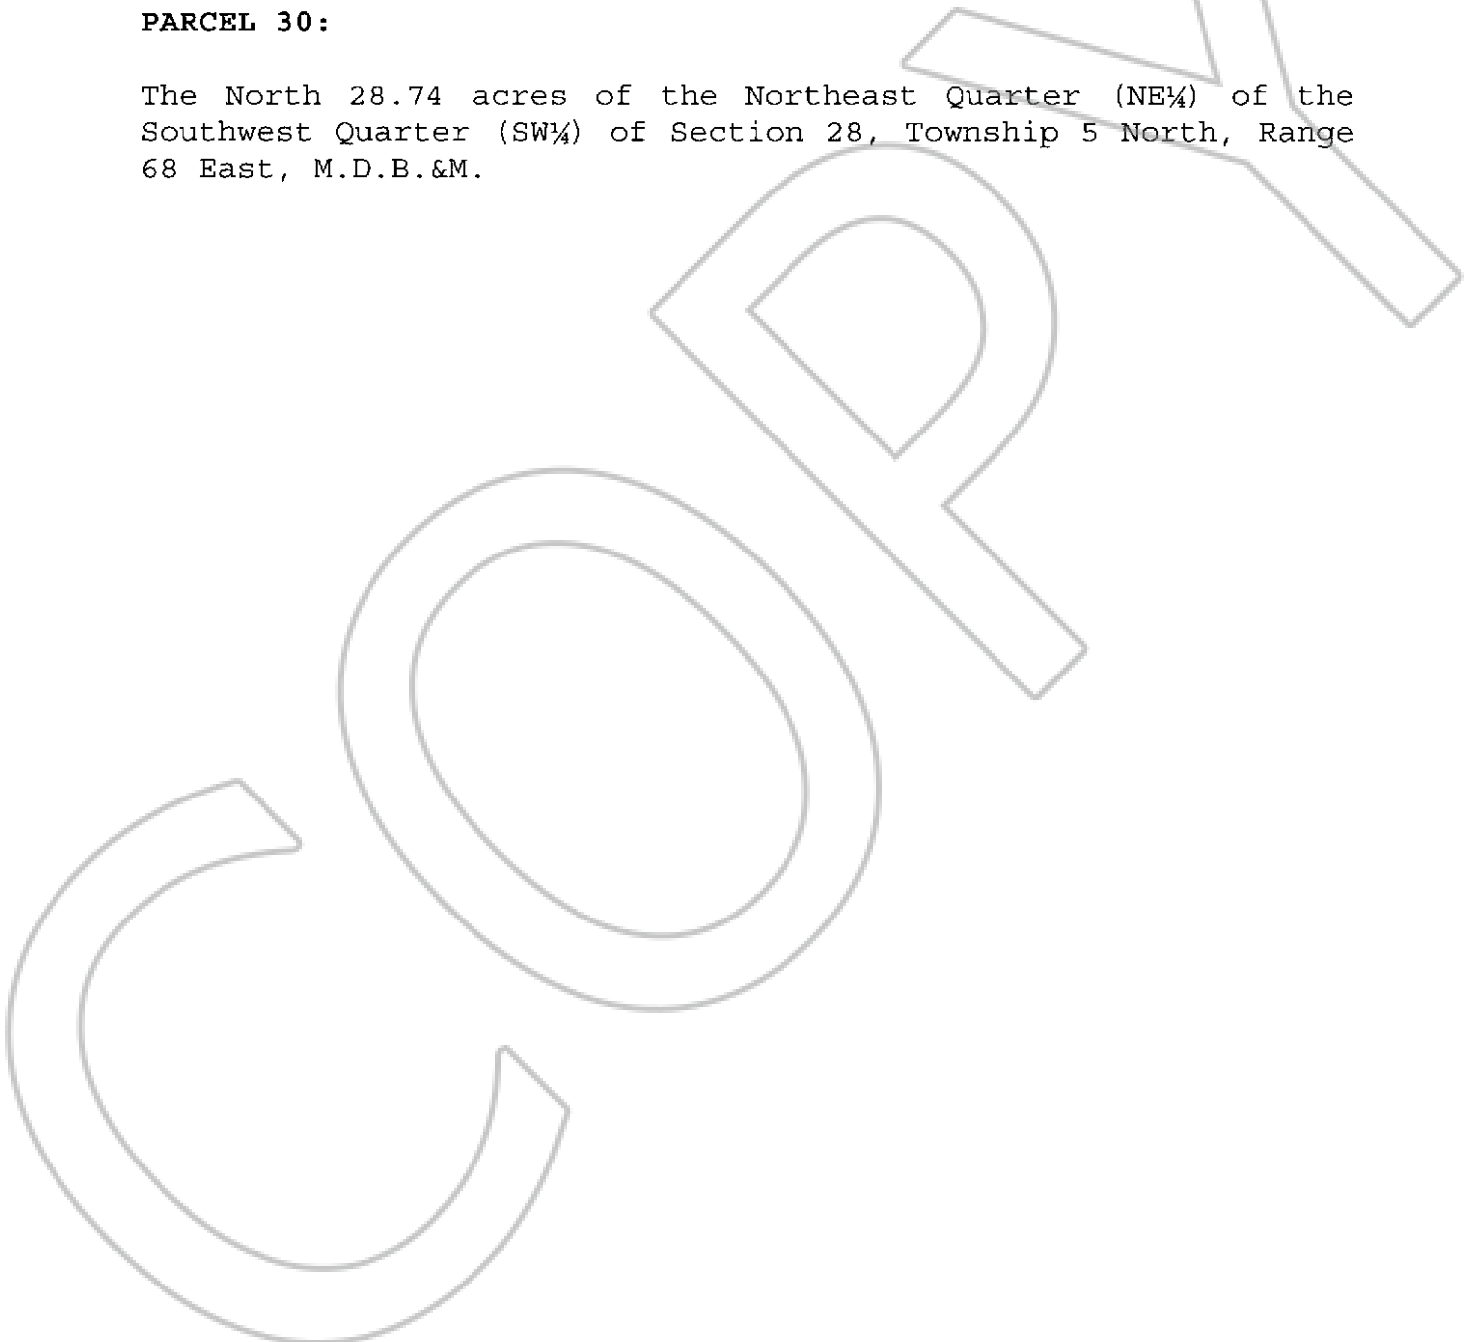 PARCEL 30:
The North 28.74 acres of the Northeast Quarter (NE¼) of the
Southwest Quarter (SW¼) of Section 28, Township 5 North, Range
68 East, M.D.B.&M.
COPY